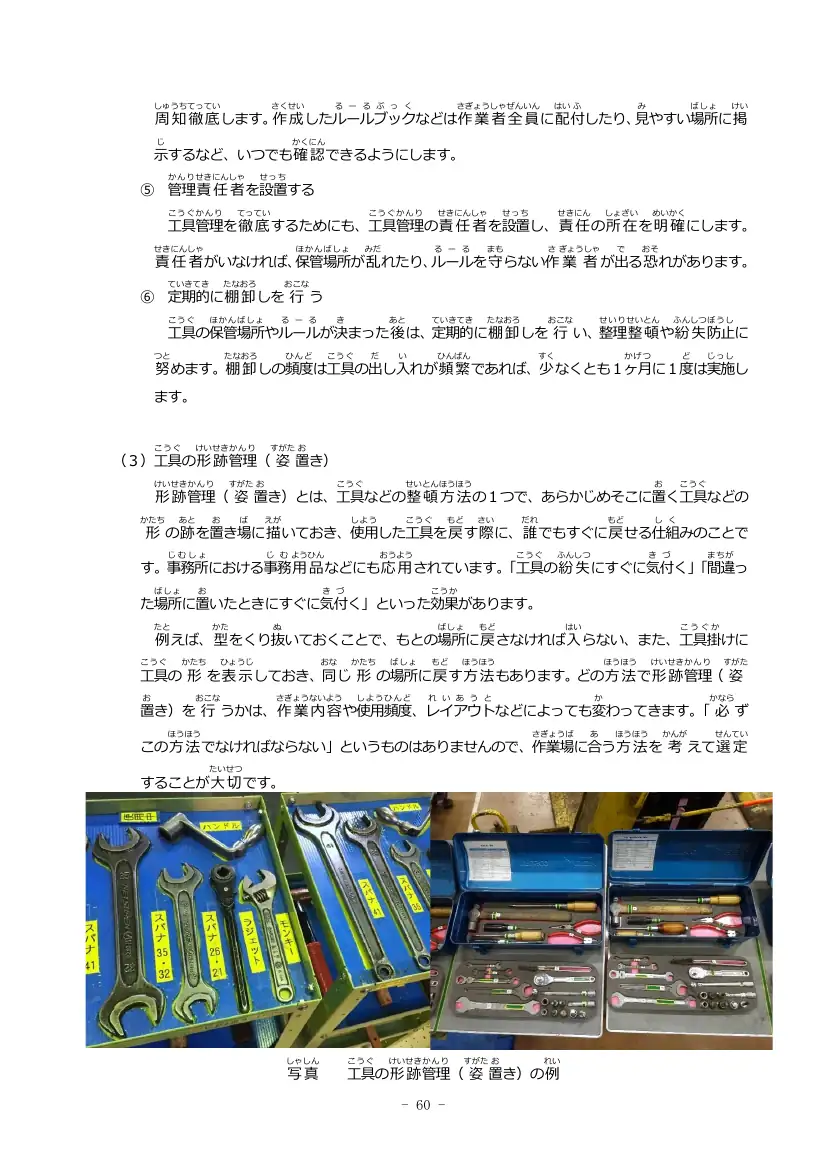 周知徹底します。作成したルールブックなどは作業者全員に配付したり、見やすい場所に掲
示するなど、いつでも確認できるようにします。
⑤ 管理責任者を設置する
工具管理を徹底するためにも、工具管理の責任者を設置し、責任の所在を明確にします。
責任者がいなければ、保管場所が乱れたり、ルールを守らない作業者が出る恐れがあります。
⑥ 定期的に棚卸しを行う
工具の保管場所やルールが決まった後は、定期的に棚卸しを行い、整理整頓や紛失防止に
努めます。棚卸しの頻度は工具の出し入れが頻繁であれば、少なくとも1ヶ月に1度は実施し
ます。
（3）工具の形跡管理（姿置き）
形跡管理（姿置き）とは、工具などの整頓方法の1つで、あらかじめそこに置く工具などの
形の跡を置き場に描いておき、使用した工具を戻す際に、誰でもすぐに戻せる仕組みのことで
す。事務所における事務用品などにも応用されています。「工具の紛失にすぐに気付く」「間違っ
た場所に置いたときにすぐに気付く」といった効果があります。
例えば、型をくり抜いておくことで、もとの場所に戻さなければ入らない、また、工具掛けに
工具の形を表示しておき、同じ形の場所に戻す方法もあります。どの方法で形跡管理（姿
置き）を行うかは、作業内容や使用頻度、レイアウトなどによっても変わってきます。「必ず
この方法でなければならない」というものはありませんので、作業場に合う方法を考えて選定
することが大切です。
ハンドル
スパナ 41
スパナ 35・32
スパナ 26・21
ラジェット
モンキー
ハンドル
スパナ 41
スパナ
写真　工具の形跡管理（姿置き）の例
- 60 -